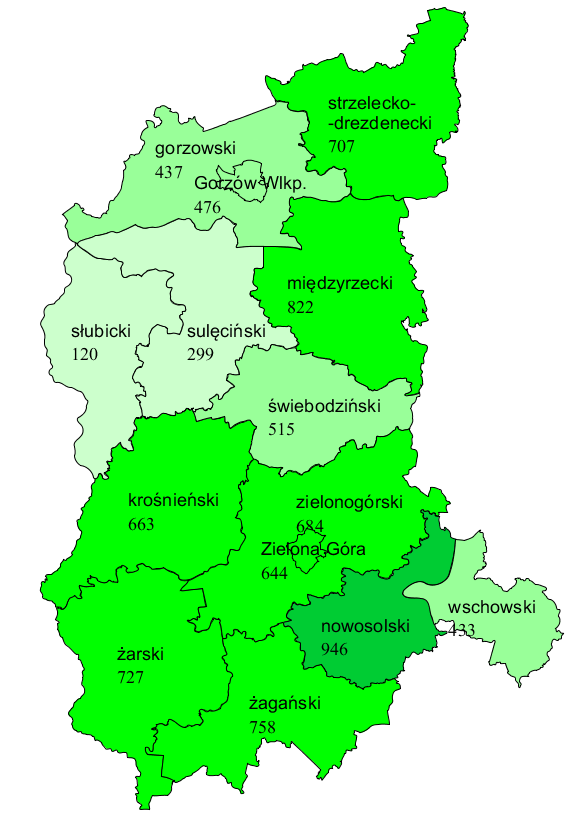 strzelecko-
-drezdenecki
707
gorzowski
437
Gorzów Wlkp.
476
międzyrzecki
822
słubicki
120
sulęciński
299
świebodziński
515
krośnieński
663
zielonogórski
684
Zielona Góra
644
wschowski
433
nowosolski
946
żarski
727
żagański
758